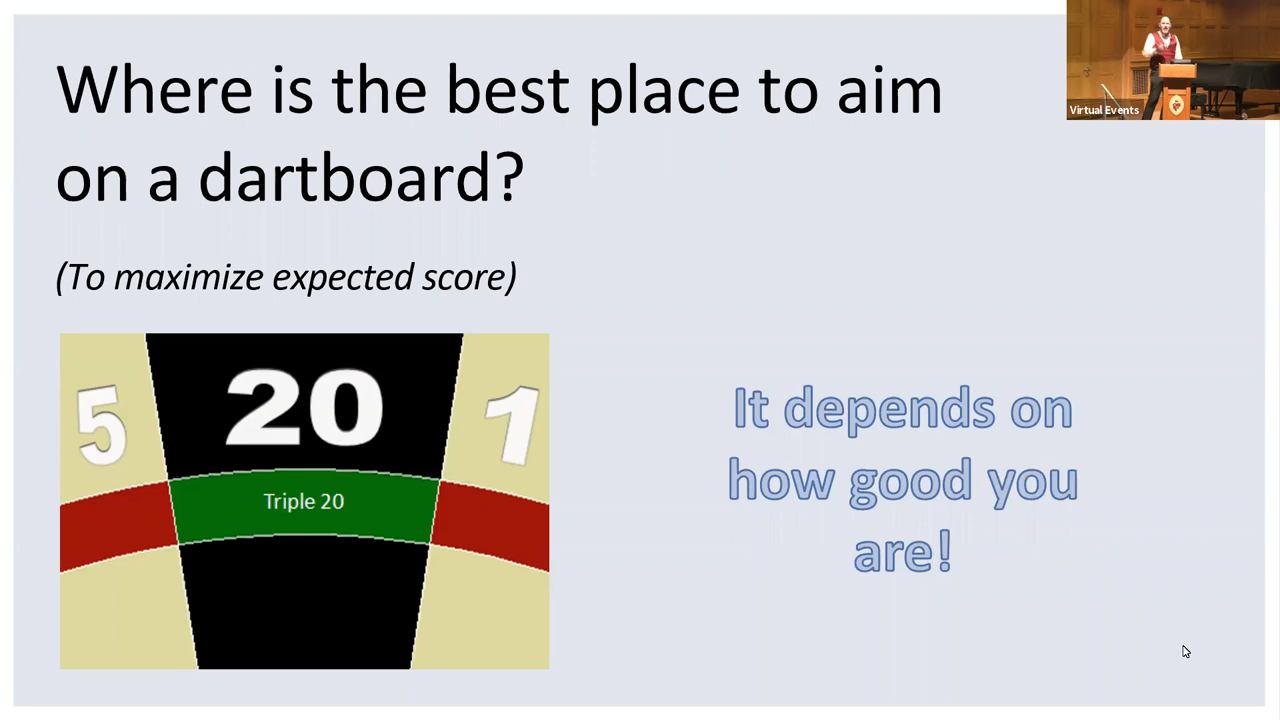 Where is the best place to aim
on a dartboard?
Virtual Events
(To maximize expected score)
5
20
1
Triple 20
It depends on
how good you
are!